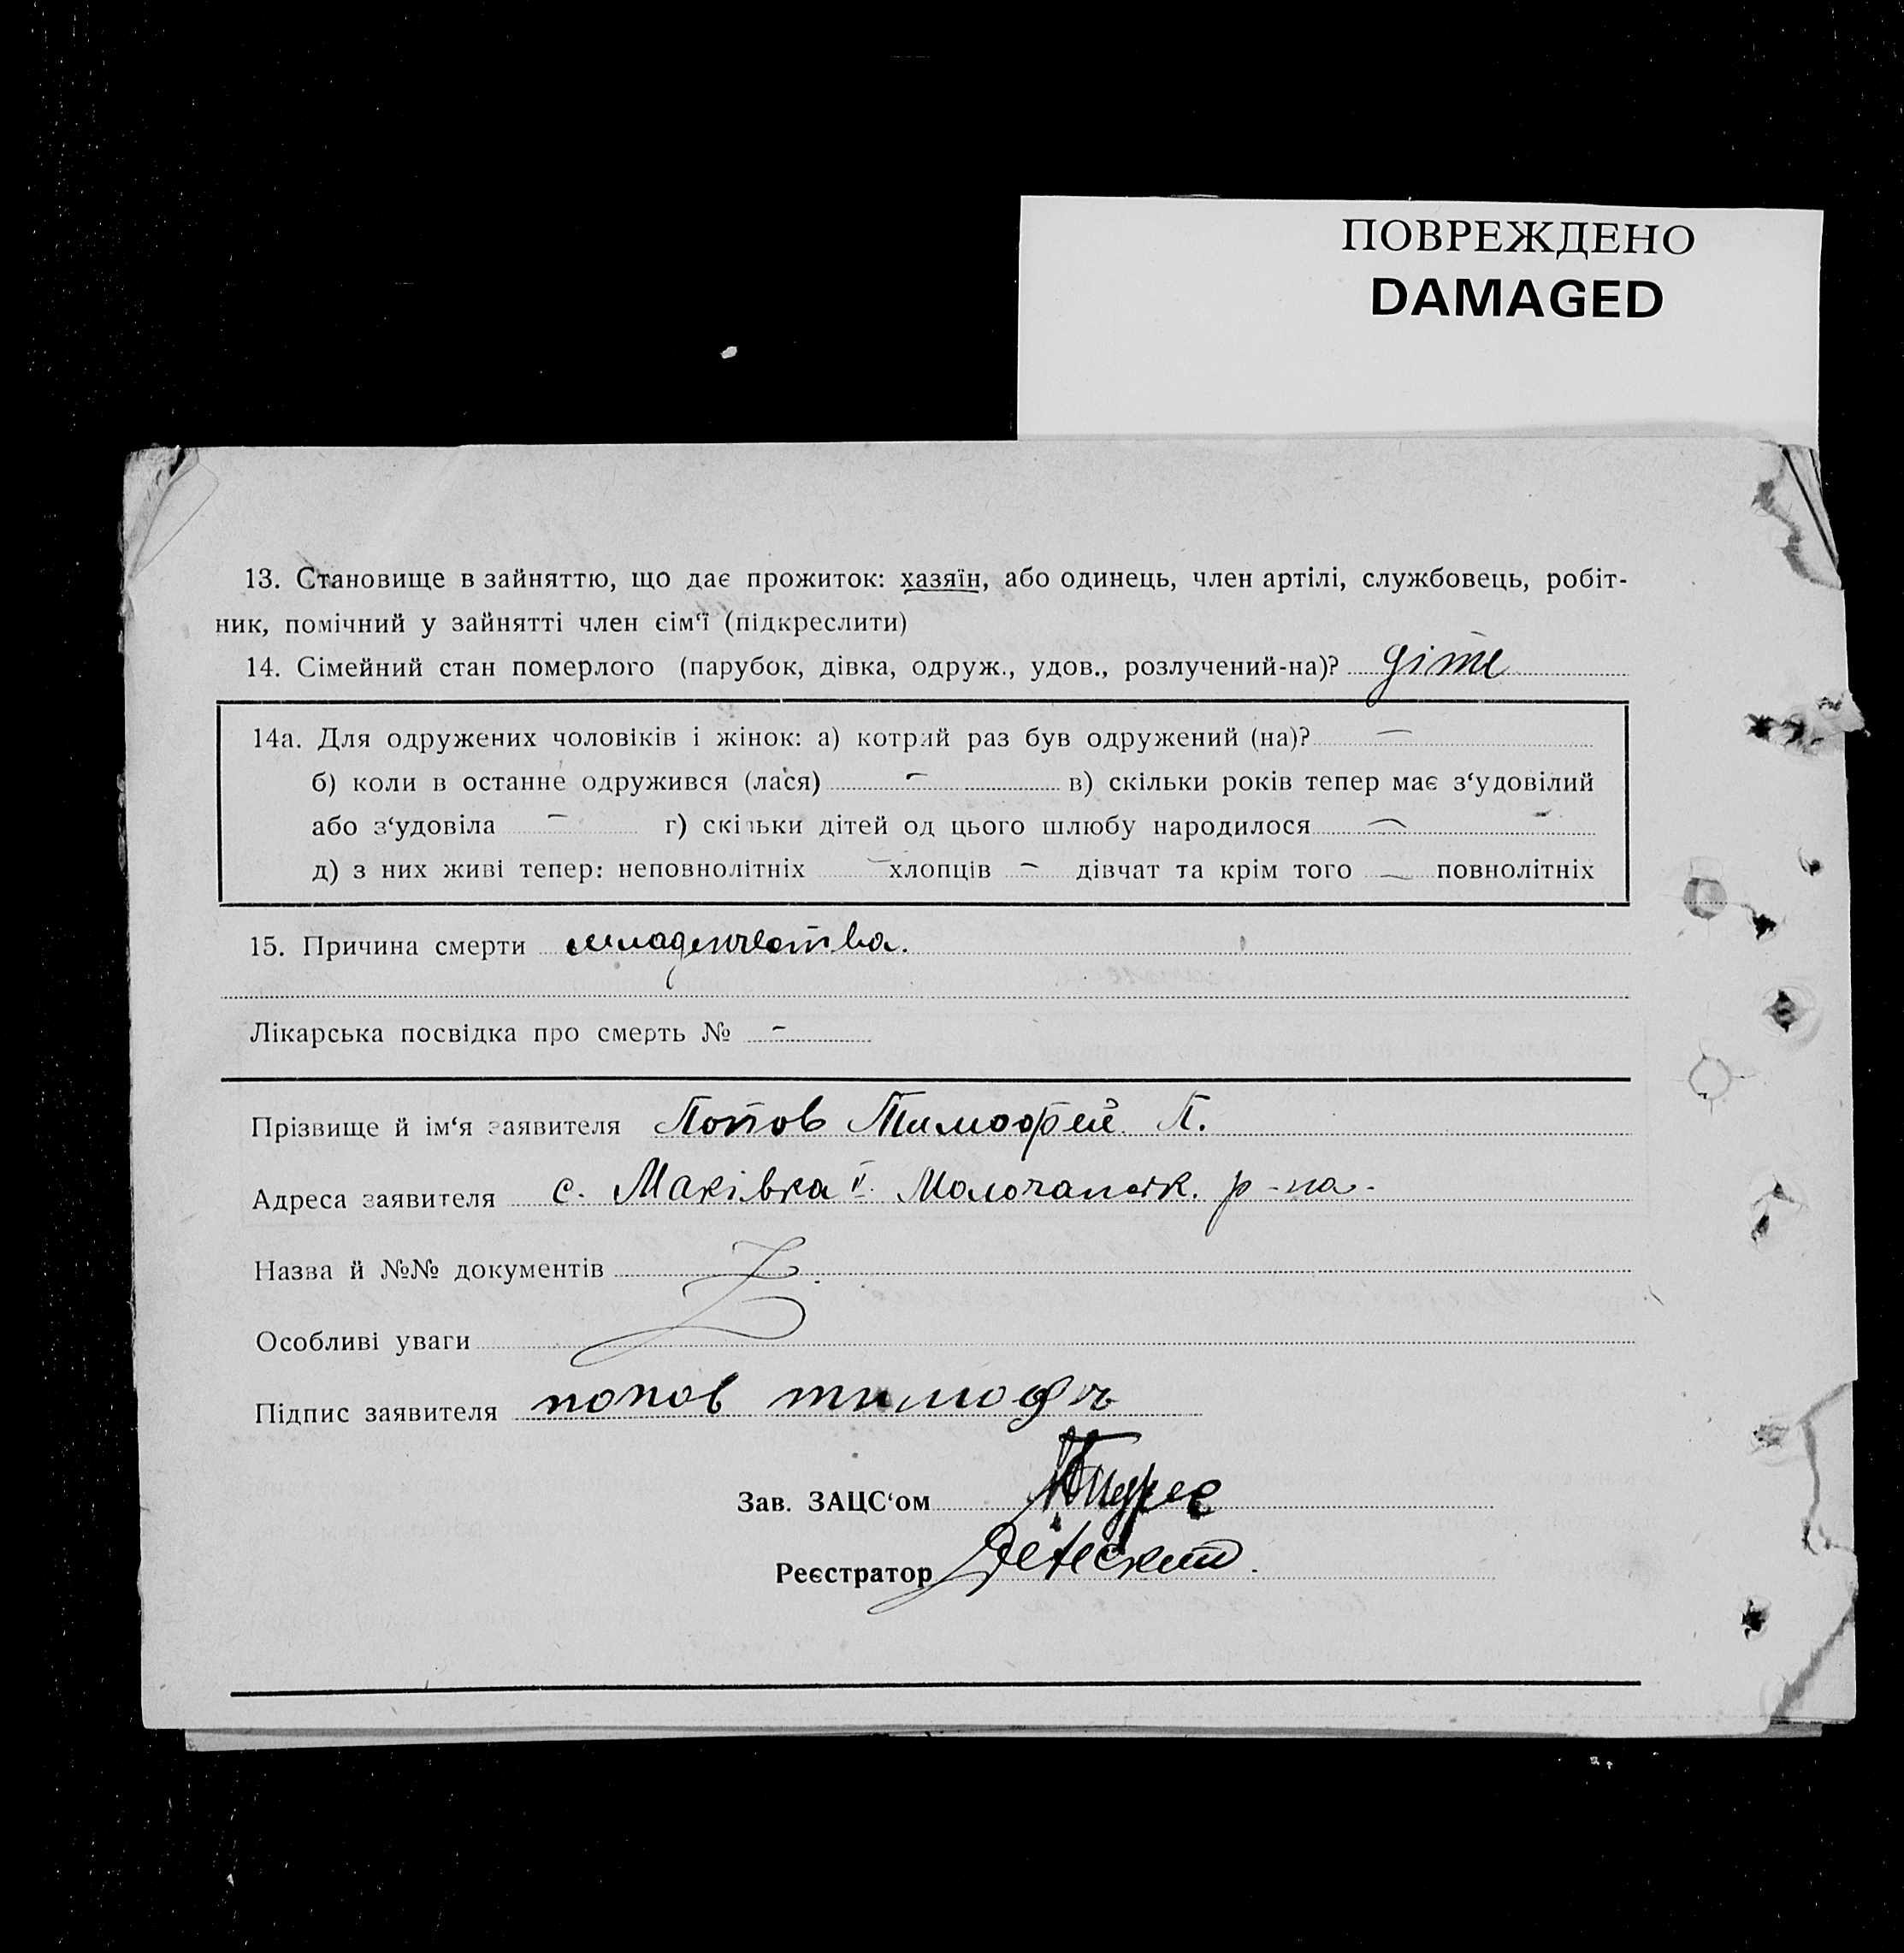 ПОВРЕЖДЕНО
DAMAGED
13. Становище в зайняттю, що дає прожиток: хазяїн, або одинець, член артілі, службовець, робіт-
ник, помічний у зайнятті член сім‘ї (підкреслити)
14. Сімейний стан померлого (парубок, дівка, одруж., удов., розлучений-на)? діте
14а. Для одружених чоловіків і жінок: а) котрий раз був одружений (на)? —
б) коли в останнє одружився (лася) — в) скільки років тепер має з‘удовілий
або з‘удовіла — г) скільки дітей од цього шлюбу народилося —
д) з них живі тепер: неповнолітніх — хлопців — дівчат та крім того — повнолітніх
15. Причина смерти младенчества.
Лікарська посвідка про смерть № -
Прізвище й ім‘я заявителя Попов Тимофей П.
Адреса заявителя с. Маківка Молочанск. р-на-
Назва й №№ документів
Особливі уваги
Підпис заявителя попов тимофъ
Зав. ЗАЦС‘ом
Реєстратор